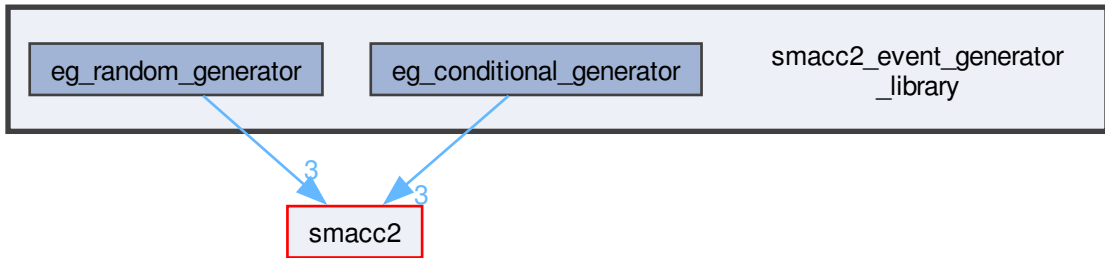 eg_random_generator
eg_conditional_generator
smacc2_event_generator
_library
3
3
smacc2